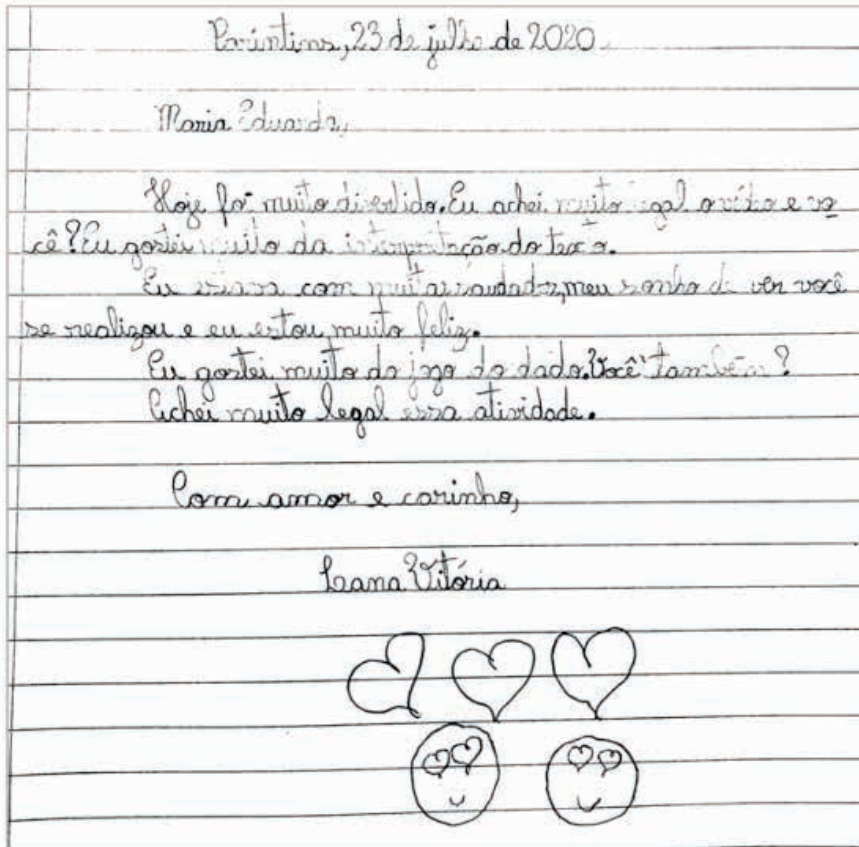 Parintins, 23 de julho de 2020
Maria Eduarda,
Hoje foi muito divertido. Eu achei muito legal o vídeo e vo
cê? Eu gostei muito da interpretação do texto.
Eu estava com muitas saudades, meu sonho de ver você
se realizou e eu estou muito feliz.
Eu gostei muito do jogo do dado. Você também?
Achei muito legal essa atividade.
Com amor e carinho,
Luana Vitória